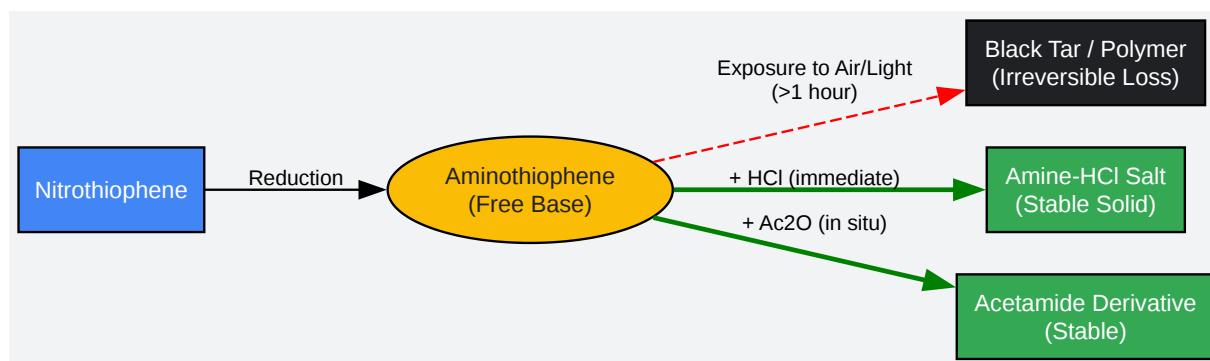 Nitrothiophene
Reduction
Aminothiophene
(Free Base)
Exposure to Air/Light
(>1 hour)
Black Tar / Polymer
(Irreversible Loss)
+ HCl (immediate)
Amine-HCl Salt
(Stable Solid)
+ Ac2O (in situ)
Acetamide Derivative
(Stable)